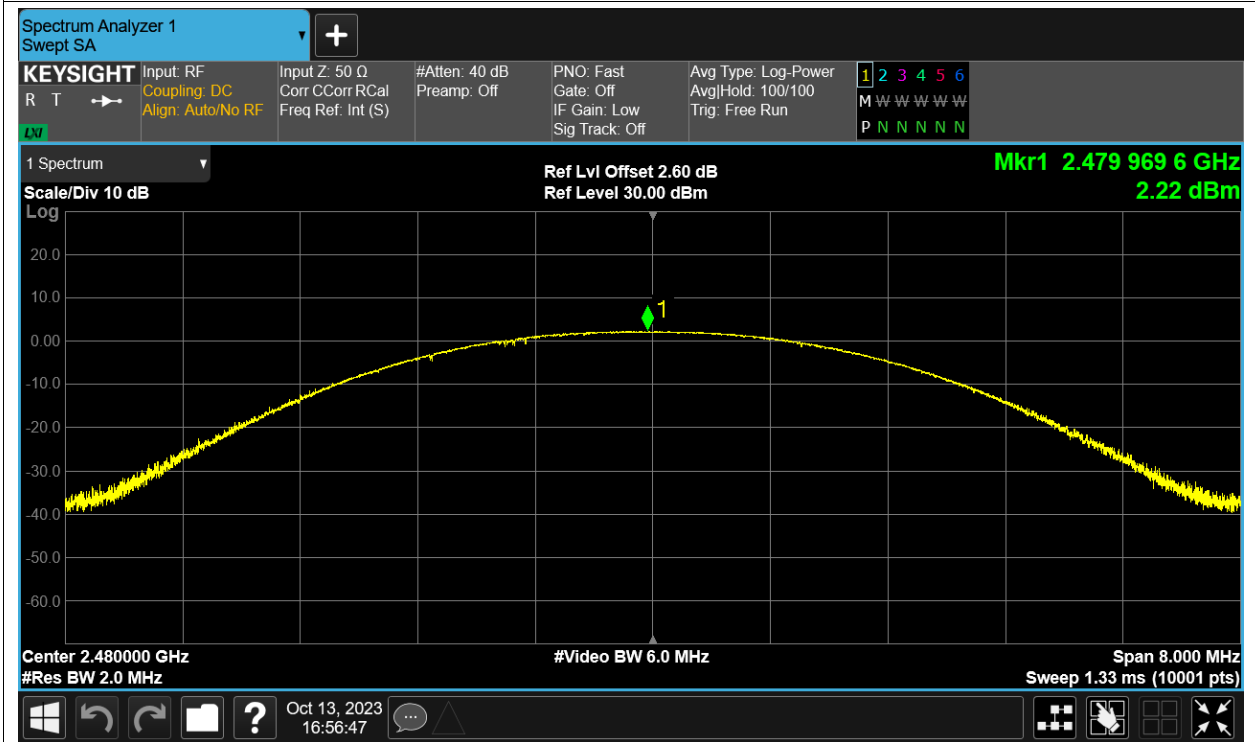 Spectrum Analyzer 1
Swept SA
KEYSIGHT
R T
LXI
Input: RF
Coupling: DC
Align: Auto/No RF
Input Z: 50 Ω
Corr CCorr RCal
Freq Ref: Int (S)
#Atten: 40 dB
Preamp: Off
PNO: Fast
Gate: Off
IF Gain: Low
Sig Track: Off
Avg Type: Log-Power
Avg|Hold: 100/100
Trig: Free Run
1 2 3 4 5 6
M W W W W W
P N N N N N
1 Spectrum
Scale/Div 10 dB
Log
Ref Lvl Offset 2.60 dB
Ref Level 30.00 dBm
Mkr1 2.479 969 6 GHz
2.22 dBm
20.0
10.0
0.00
-10.0
-20.0
-30.0
-40.0
-50.0
-60.0
1
Center 2.480000 GHz
#Res BW 2.0 MHz
#Video BW 6.0 MHz
Span 8.000 MHz
Sweep 1.33 ms (10001 pts)
?
Oct 13, 2023
16:56:47